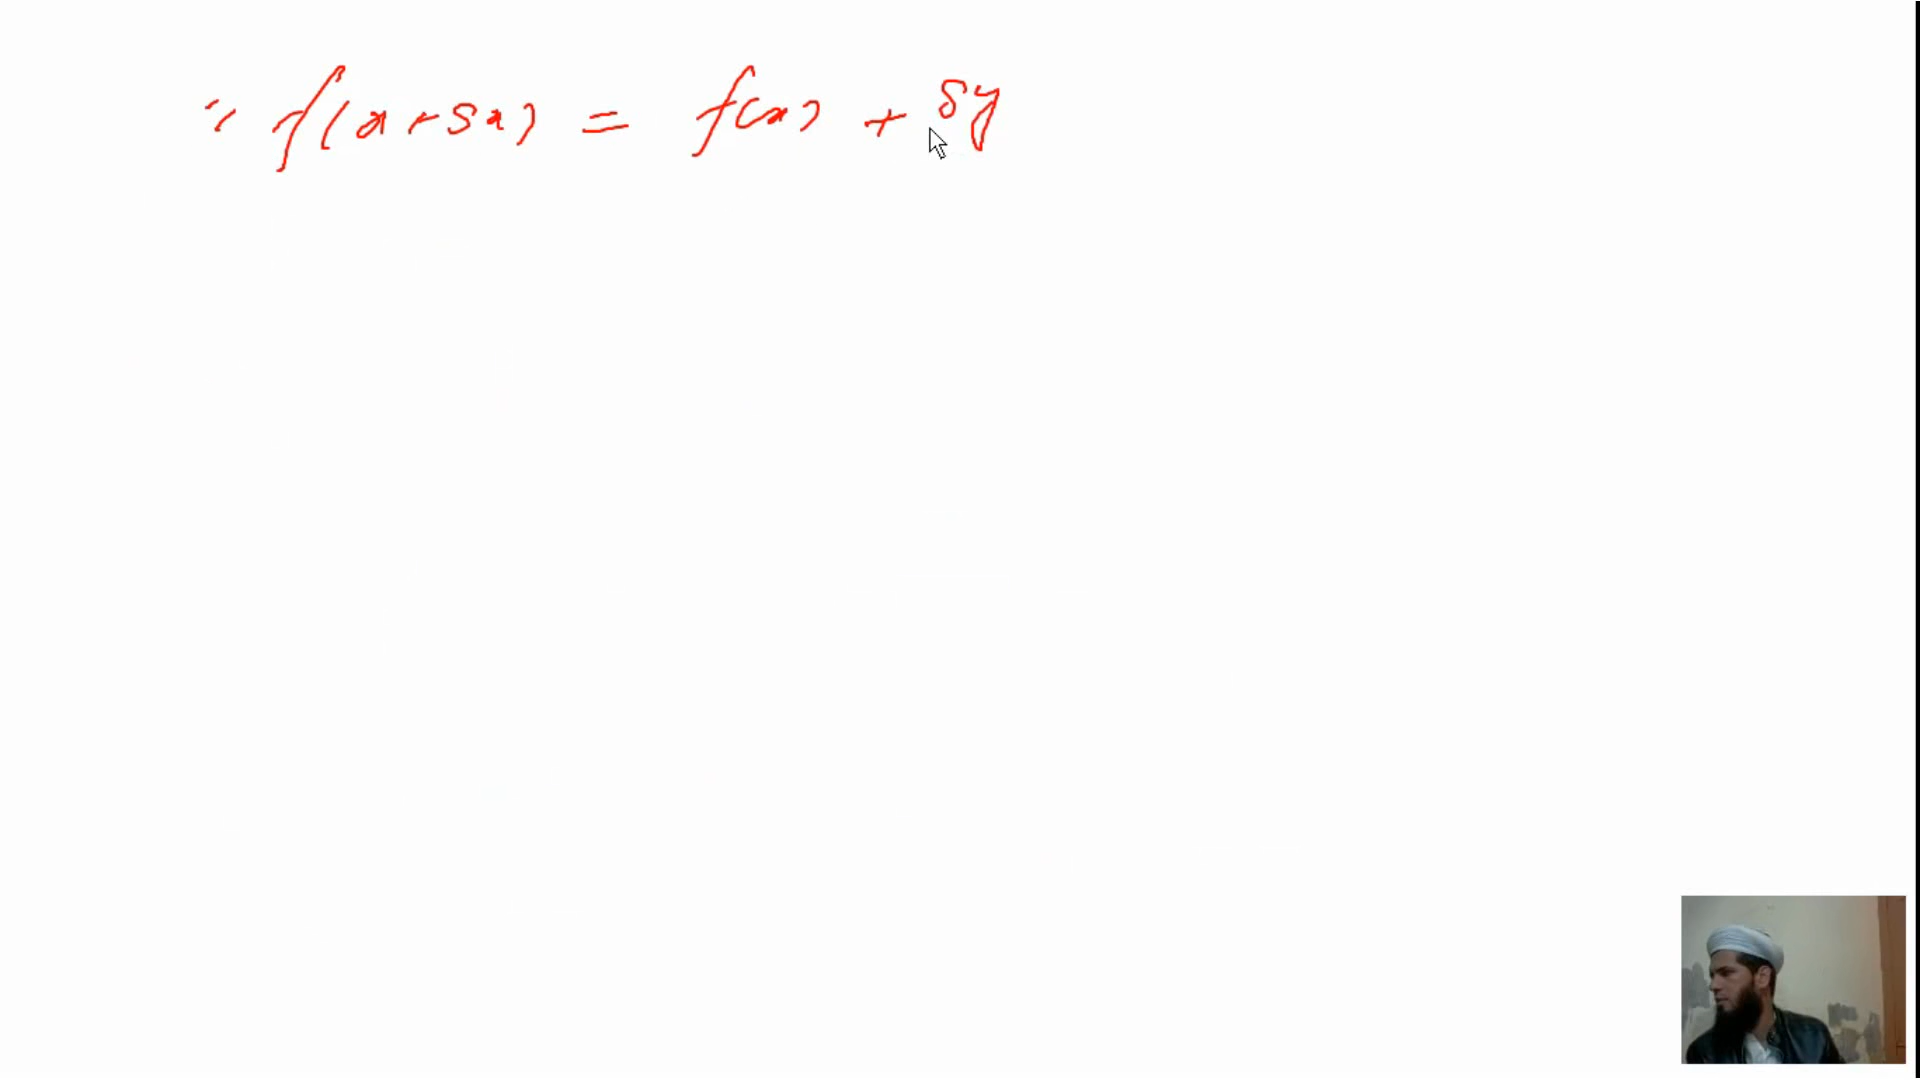 ∵ f(x+δx) = f(x) + δy